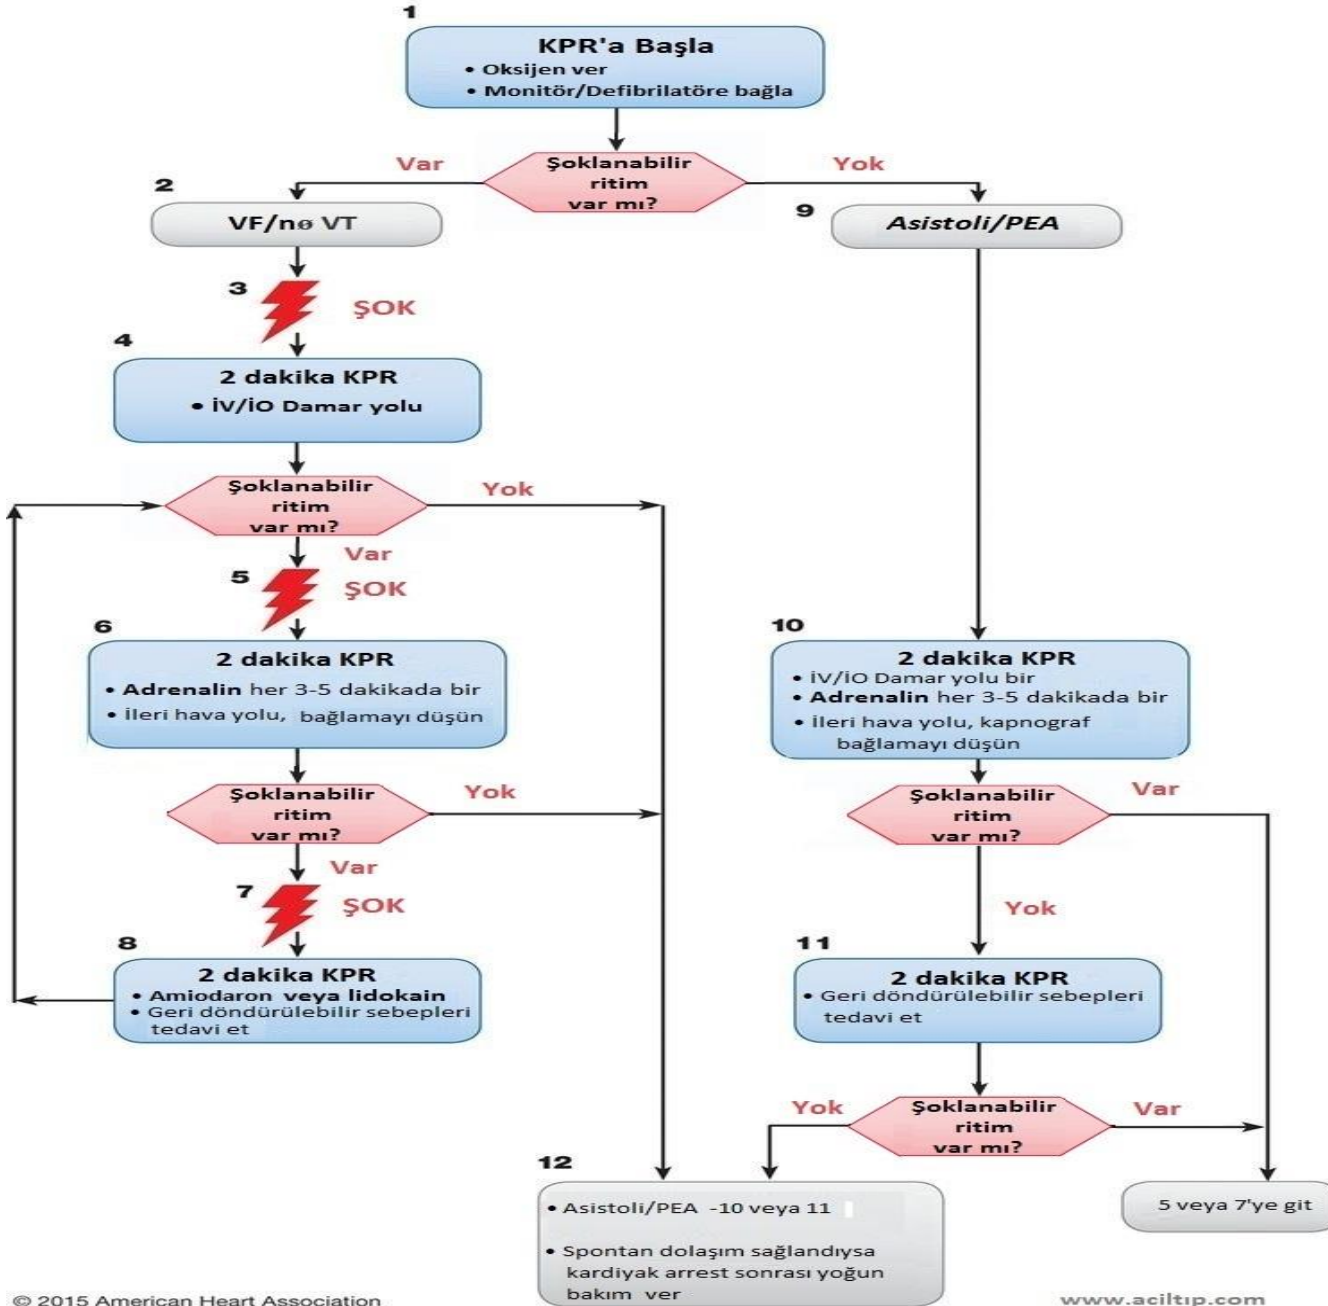 1
KPR'a Başla
• Oksijen ver
• Monitör/Defibrilatöre bağla
Şoklanabilir
ritim
var mı?
Var
Yok
2
VF/nø VT
9
Asistoli/PEA
3
ŞOK
4
2 dakika KPR
• İV/İO Damar yolu
Şoklanabilir
ritim
var mı?
Yok
Var
5
ŞOK
6
2 dakika KPR
• Adrenalin her 3-5 dakikada bir
• İleri hava yolu, bağlamayı düşün
10
2 dakika KPR
• İV/İO Damar yolu bir
• Adrenalin her 3-5 dakikada bir
• İleri hava yolu, kapnograf
bağlamayı düşün
Şoklanabilir
ritim
var mı?
Yok
Var
Şoklanabilir
ritim
var mı?
Var
Yok
7
ŞOK
8
2 dakika KPR
• Amiodaron veya lidokain
• Geri döndürülebilir sebepleri
tedavi et
11
2 dakika KPR
• Geri döndürülebilir sebepleri
tedavi et
Şoklanabilir
ritim
var mı?
Yok
Var
12
• Asistoli/PEA -10 veya 11
• Spontan dolaşım sağlandıysa
kardiyak arrest sonrası yoğun
bakım ver
5 veya 7'ye git
© 2015 American Heart Association
www.aciltıp.com